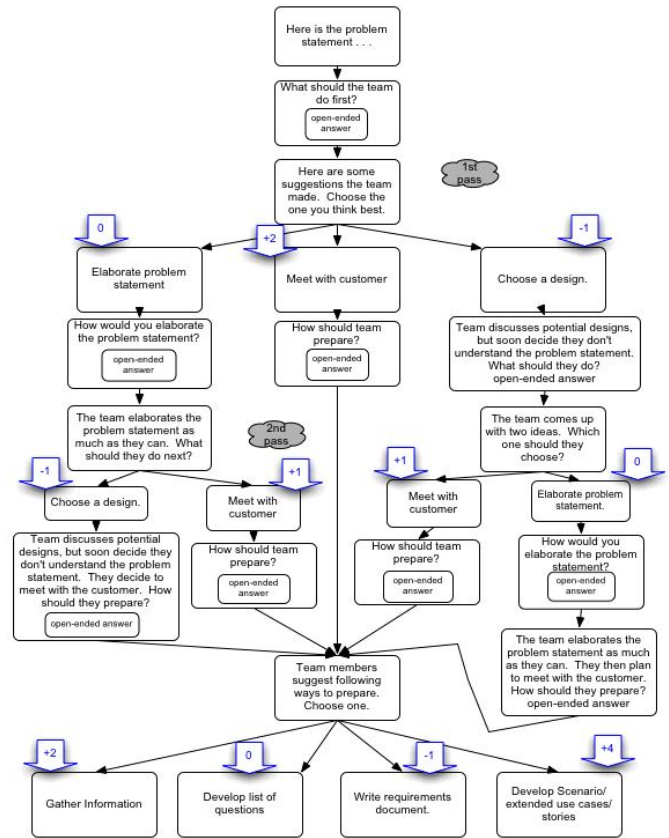 Here is the problem
statement . . .
What should the team
do first?
open-ended
answer
Here are some
suggestions the team
made. Choose the
one you think best.
1st
pass
0
+2
-1
Elaborate problem
statement
Meet with customer
Choose a design.
How would you elaborate
the problem statement?
open-ended
answer
How should team
prepare?
open-ended
answer
Team discusses potential
designs, but soon decide they
don't understand the problem
statement. What should they do?
open-ended answer
The team elaborates the
problem statement as
much as they can. What
should they do next?
2nd
pass
The team comes up
with two ideas. Which
one should they
choose?
-1
+1
+1
0
Choose a design.
Meet with
customer
Meet with
customer
Elaborate problem
statement.
Team discusses potential
designs, but soon decide they
don't understand the problem
statement. They decide to
meet with the customer. How
should they prepare?
open-ended answer
How should team
prepare?
open-ended
answer
How should team
prepare?
open-ended
answer
How would you
elaborate the problem
statement?
open-ended
answer
The team elaborates the
problem statement as much
as they can. They then plan
to meet with the customer.
How should they prepare?
open-ended answer
Team members
suggest following
ways to prepare.
Choose one.
+2
0
-1
+4
Gather Information
Develop list of
questions
Write requirements
document.
Develop Scenario/
extended use cases/
stories